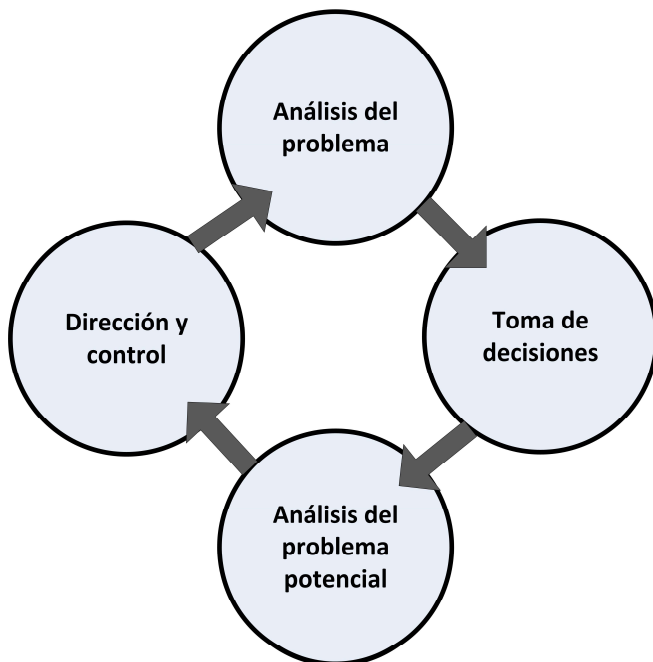 Análisis del
problema
Toma de
decisiones
Análisis del
problema
potencial
Dirección y
control